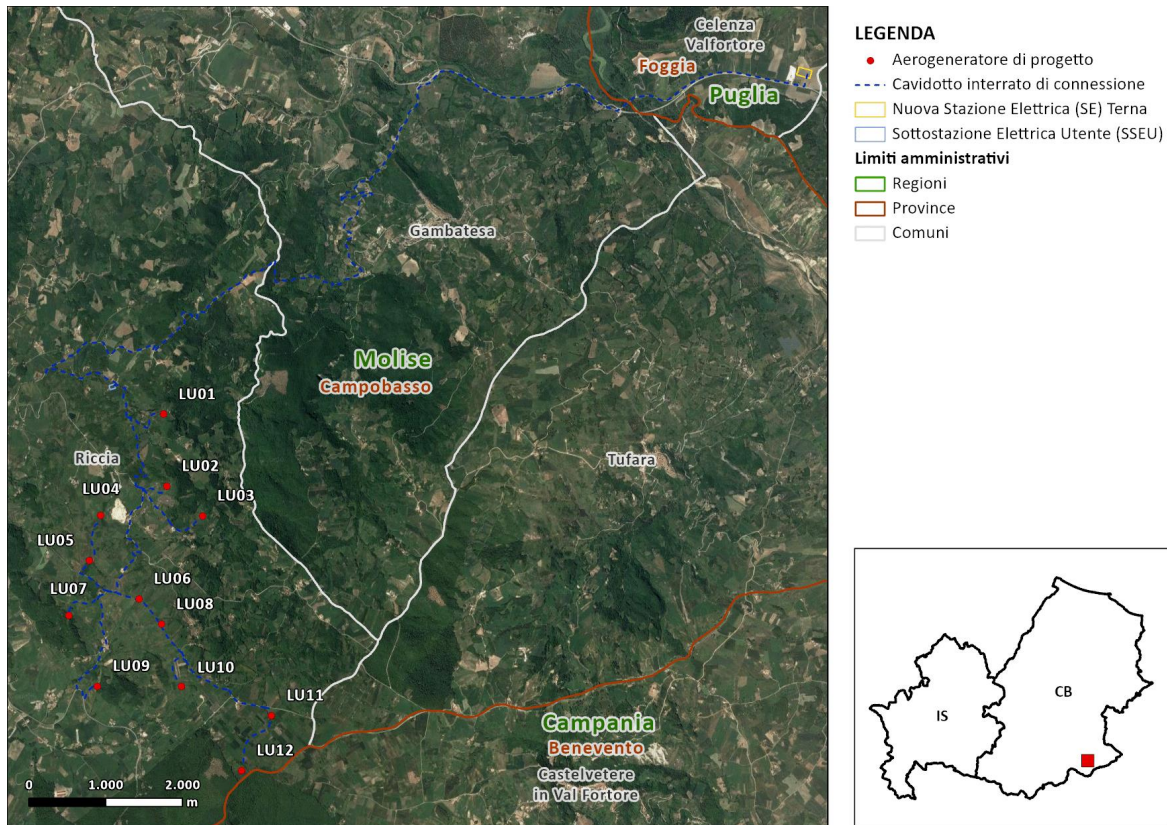 Celenza
Valfortore
Foggia
Puglia
Gambatesa
Molise
Campobasso
LU01
Riccia
LU02
Tufara
LU04
LU03
LU05
LU06
LU07
LU08
LU09
LU10
LU11
Campania
LU12
Benevento
Castelvetere
in Val Fortore
0 1.000 2.000
m
LEGENDA
Aerogeneratore di progetto
Cavidotto interrato di connessione
Nuova Stazione Elettrica (SE) Terna
Sottostazione Elettrica Utente (SSEU)
Limiti amministrativi
Regioni
Province
Comuni
CB
IS